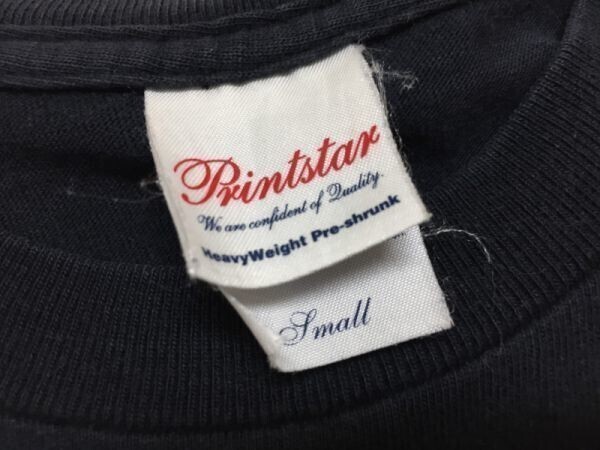 Printstar
We are confident of Quality.
HeavyWeight Pre-shrunk
Small